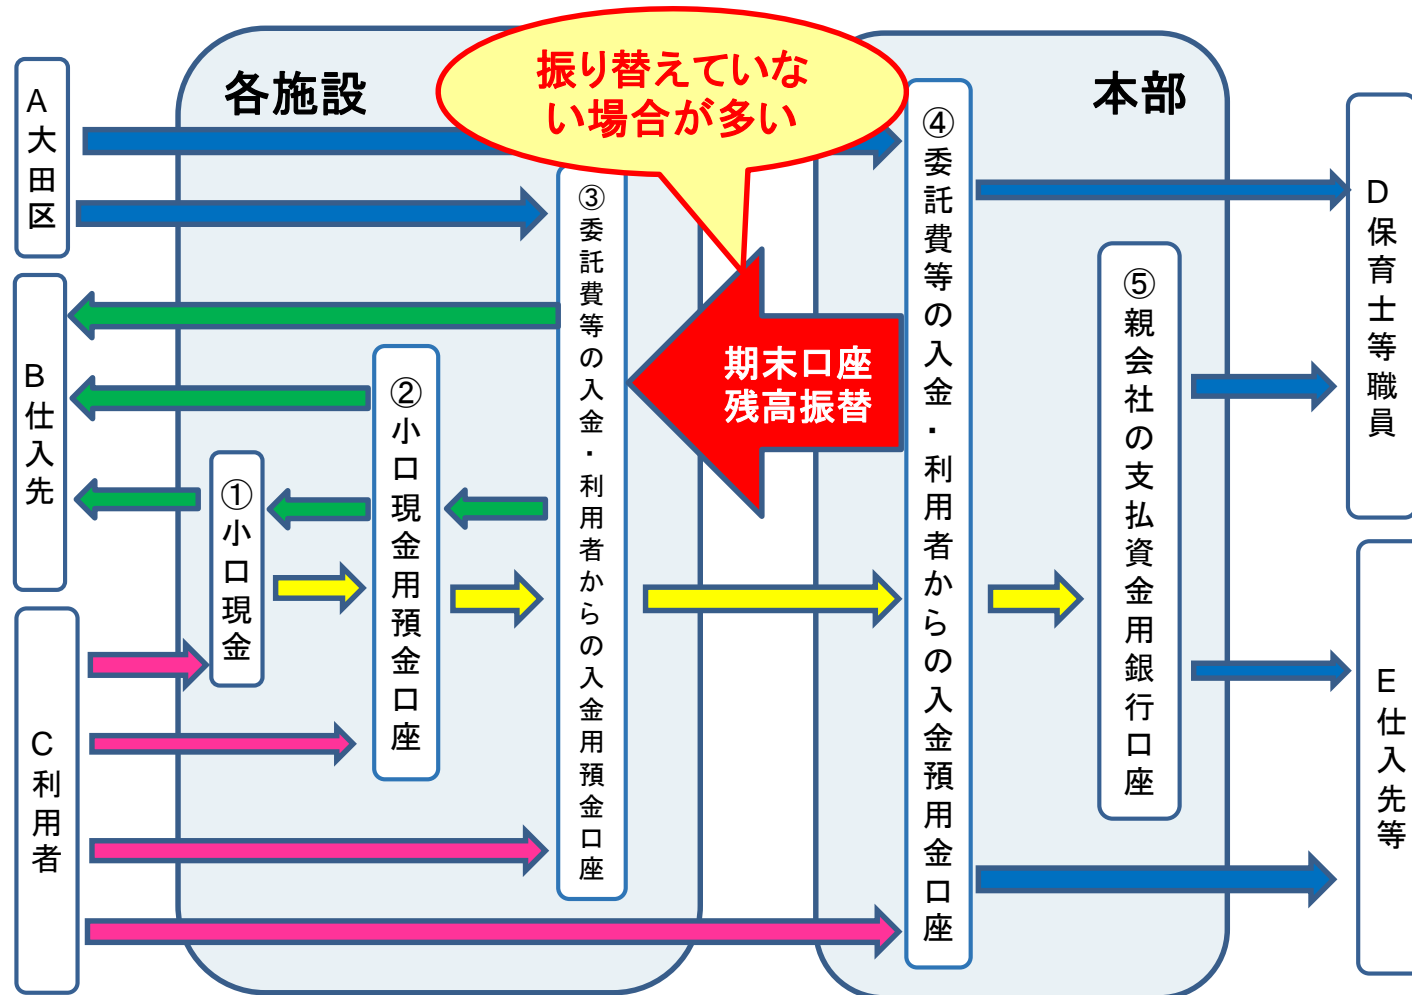 各施設
本部
振り替えていな
い場合が多い
A大田区
B仕入先
C利用者
①小口現金
②小口現金用預金口座
③委託費等の入金・利用者からの入金用預金口座
期末口座
残高振替
④委託費等の入金・利用者からの入金預用金口座
⑤親会社の支払資金用銀行口座
D保育士等職員
E仕入先等